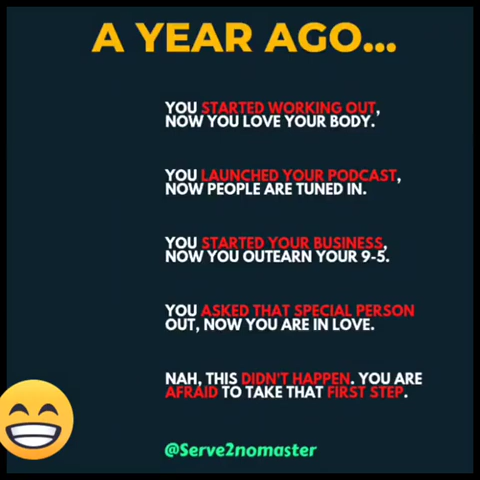 A YEAR AGO...
YOU STARTED WORKING OUT,
NOW YOU LOVE YOUR BODY.
YOU LAUNCHED YOUR PODCAST,
NOW PEOPLE ARE TUNED IN.
YOU STARTED YOUR BUSINESS,
NOW YOU OUTEARN YOUR 9-5.
YOU ASKED THAT SPECIAL PERSON
OUT, NOW YOU ARE IN LOVE.
NAH, THIS DIDN'T HAPPEN. YOU ARE
AFRAID TO TAKE THAT FIRST STEP.
@Serve2nomaster